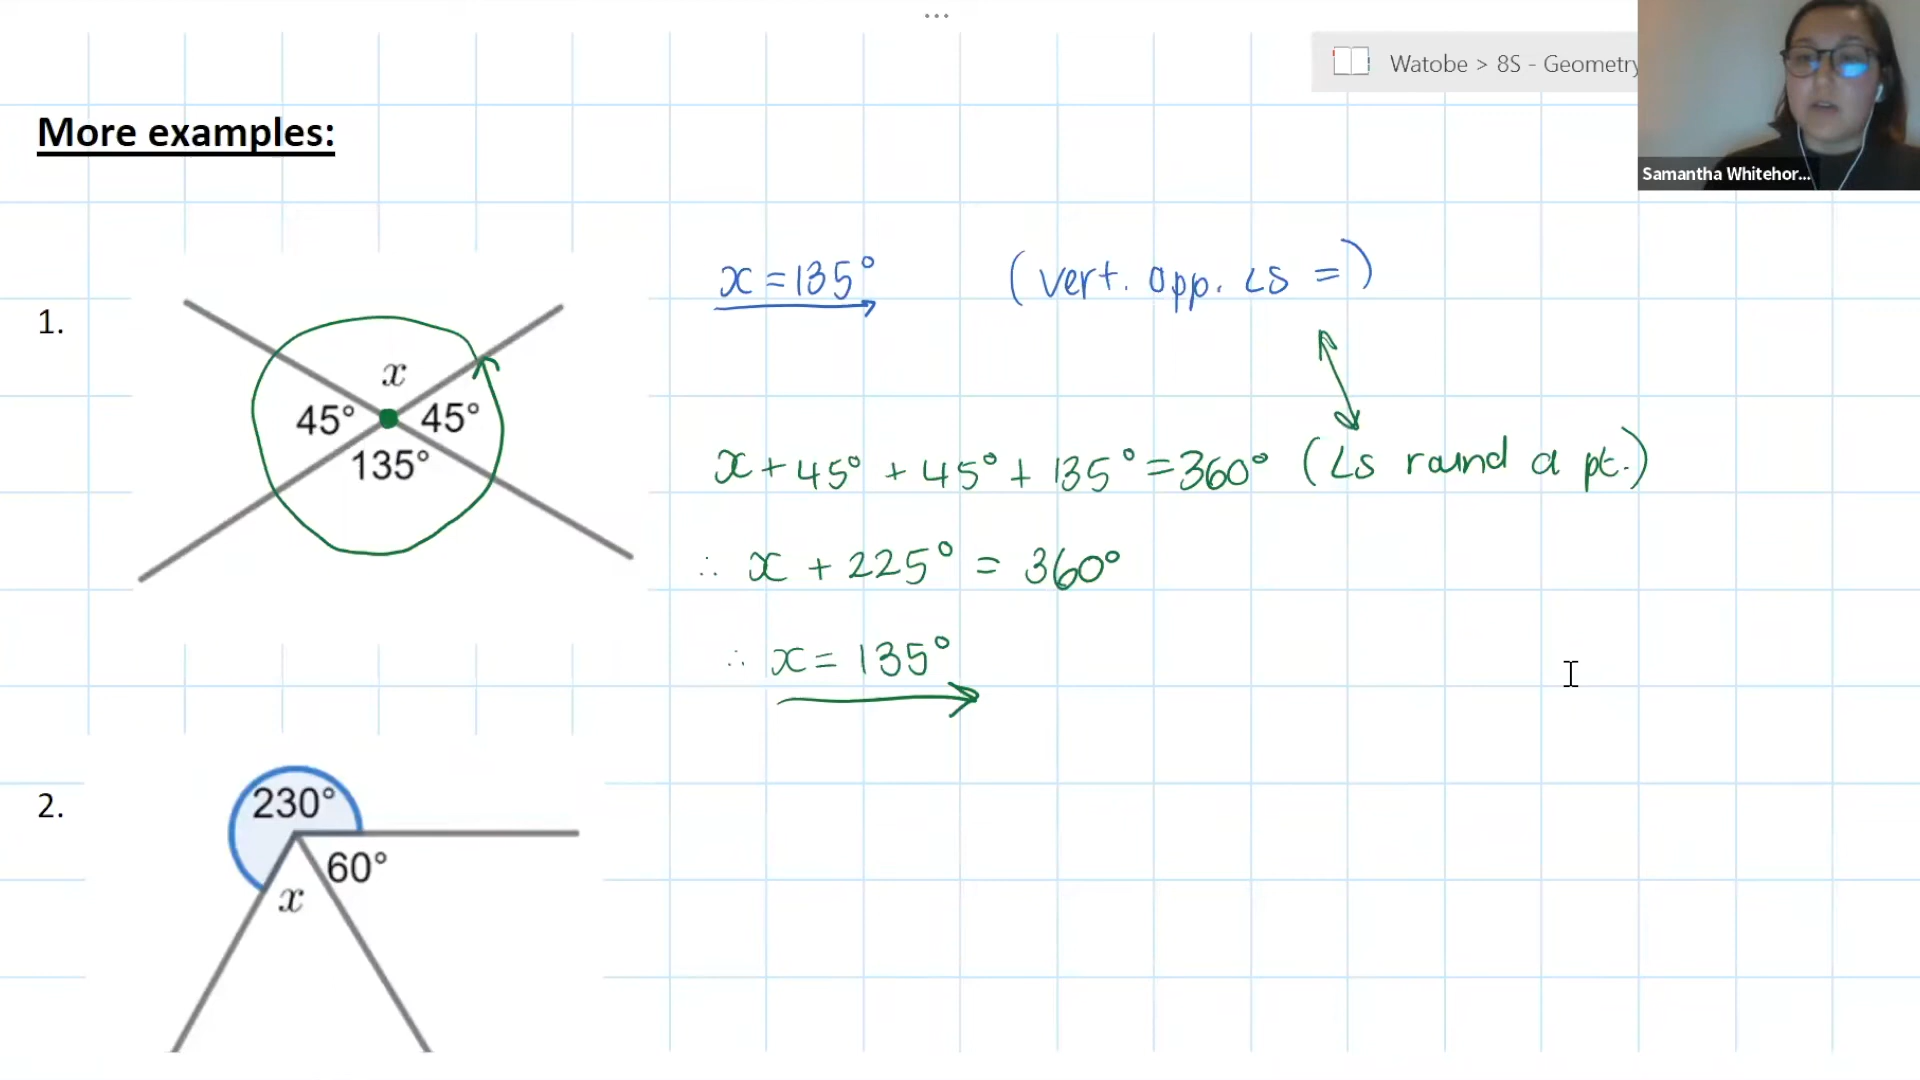 ...
Watobe > 8S - Geometry
Samantha Whitehor...
More examples:
1.
x
45° 45°
135°
x = 135° (vert. opp. ∠s =)
x + 45° + 45° + 135° = 360° (∠s round a pt.)
∴ x + 225° = 360°
∴ x = 135°
2.
230°
60°
x